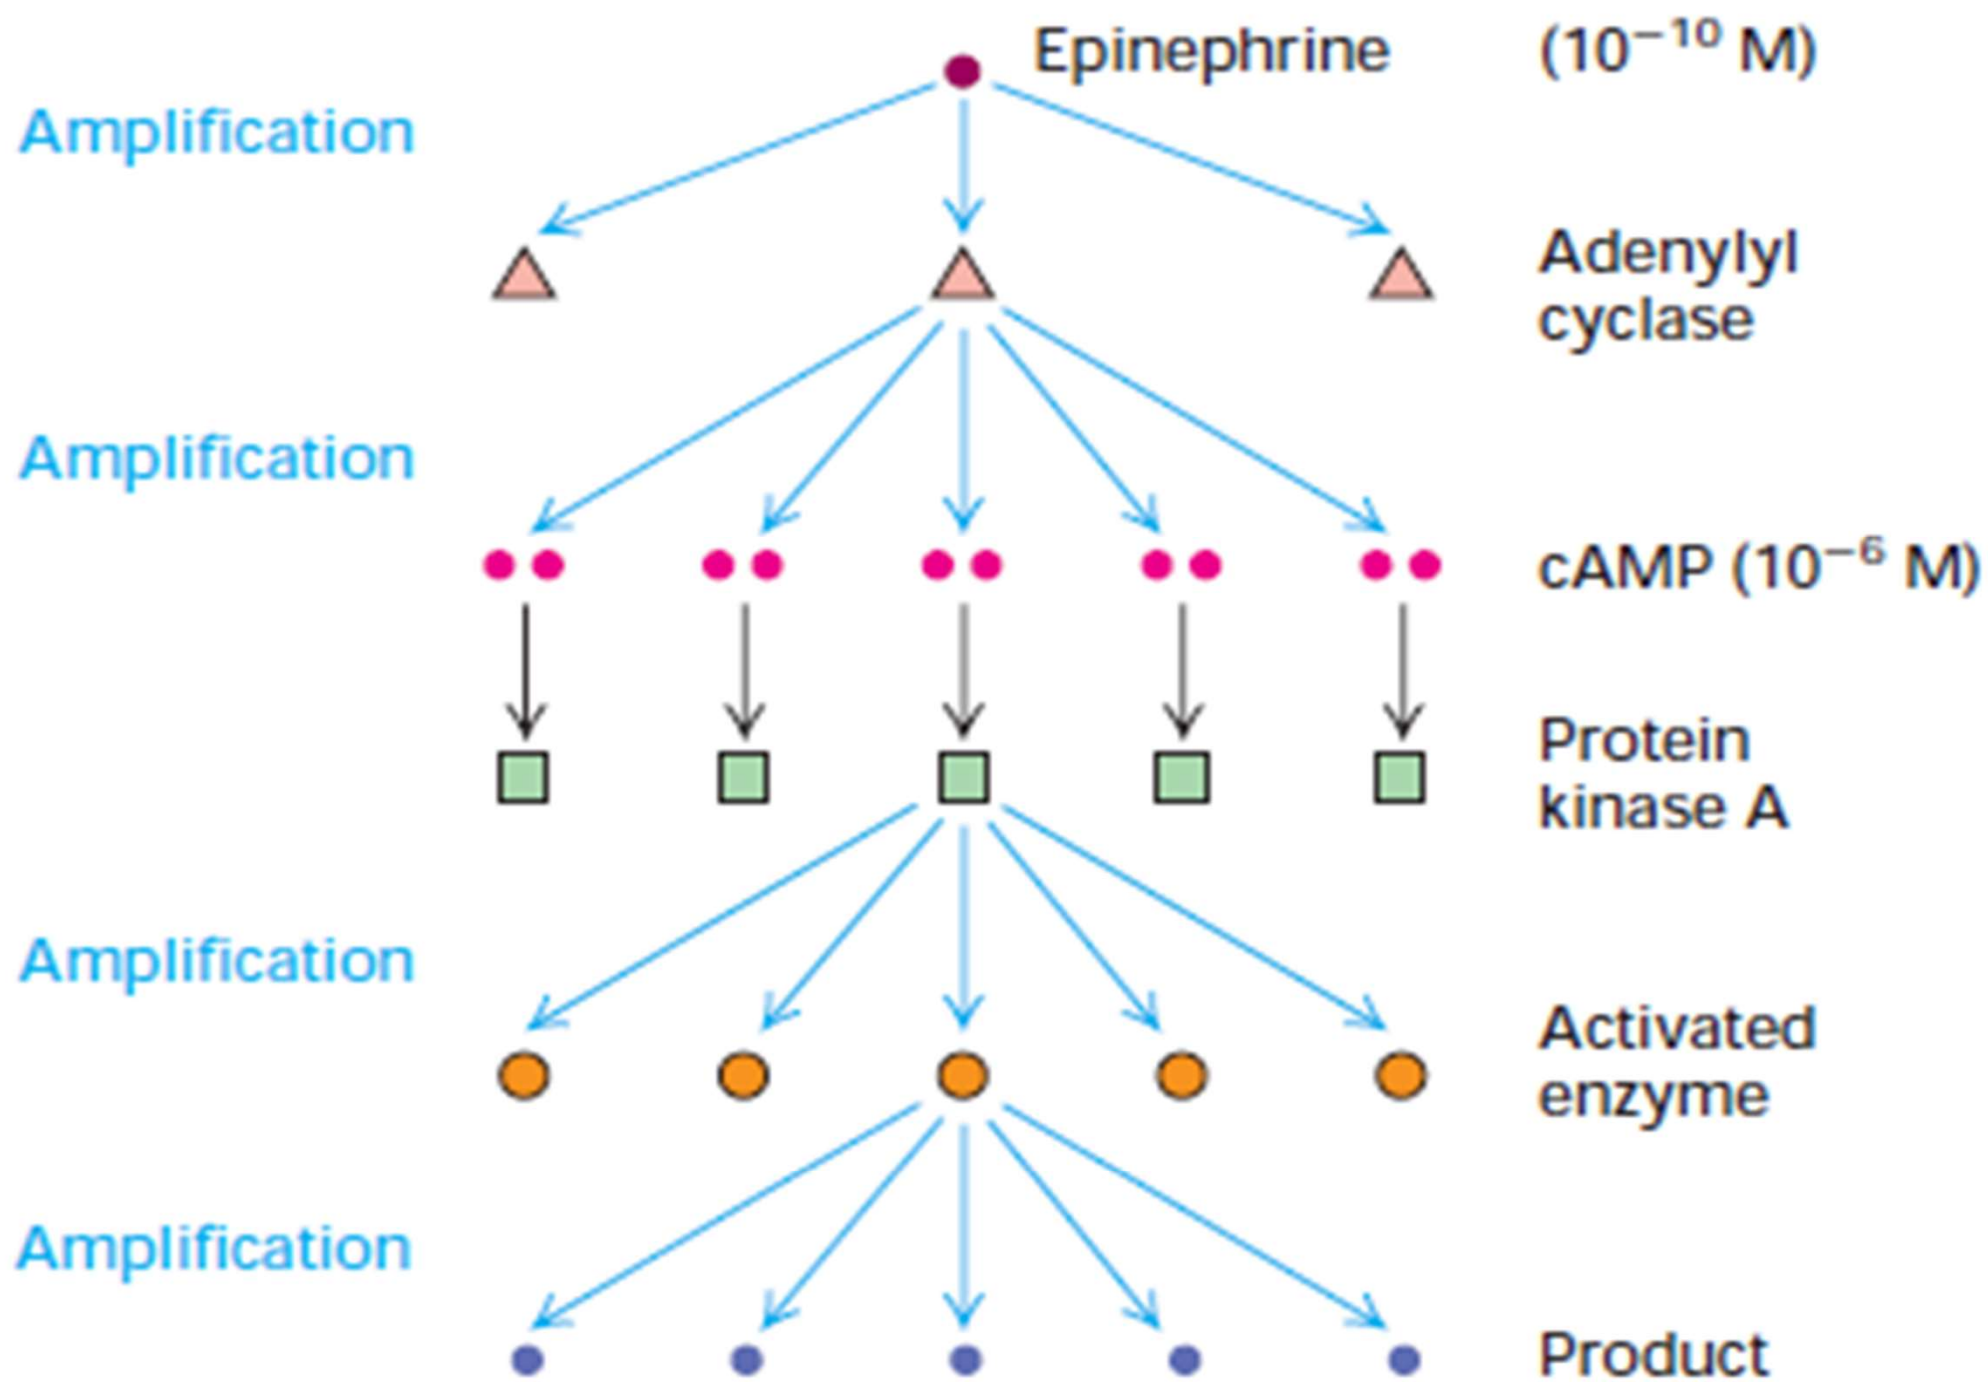 Epinephrine (10⁻¹⁰ M)
Amplification
Adenylyl
cyclase
Amplification
cAMP (10⁻⁶ M)
Protein
kinase A
Amplification
Activated
enzyme
Amplification
Product